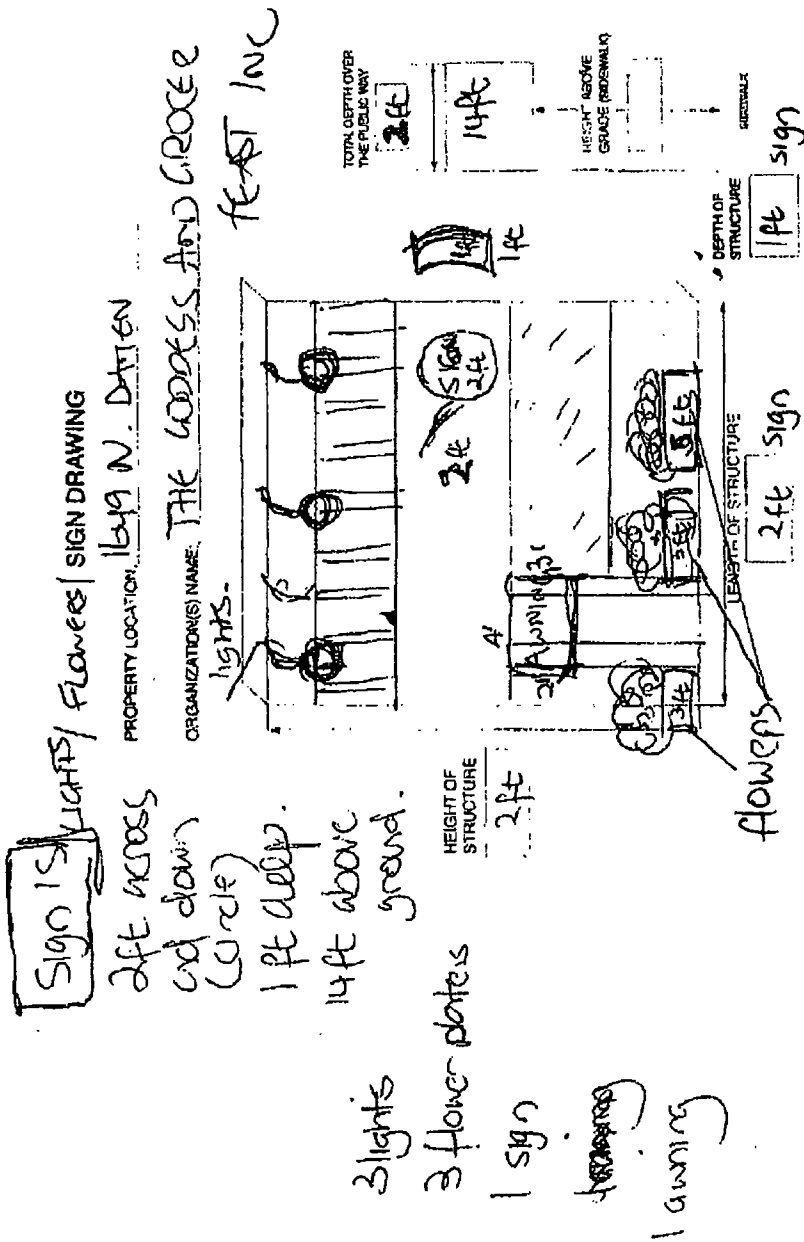 Sign IS
LIGHTS/ Flowers/ SIGN DRAWING
PROPERTY LOCATION: 1649 N. DAMEN
ORGANIZATION(S) NAME: THE GODDESS AND GROCER
FEAST INC
2ft across
and down
circle)
1 ft deep.
14ft above
ground.
3 lights
3 flower planters
1 sign
1 awning
lights.
HEIGHT OF
STRUCTURE
2ft
SIGN
2ft
2ft
1ft
4'
AWNING
3'
2ft
3ft
3ft
flowers
LENGTH OF STRUCTURE
2ft sign
DEPTH OF
STRUCTURE
1ft sign
TOTAL DEPTH OVER
THE PUBLIC WAY
2ft
14ft
HEIGHT ABOVE
GRADE (SIDEWALK)
SIDEWALK